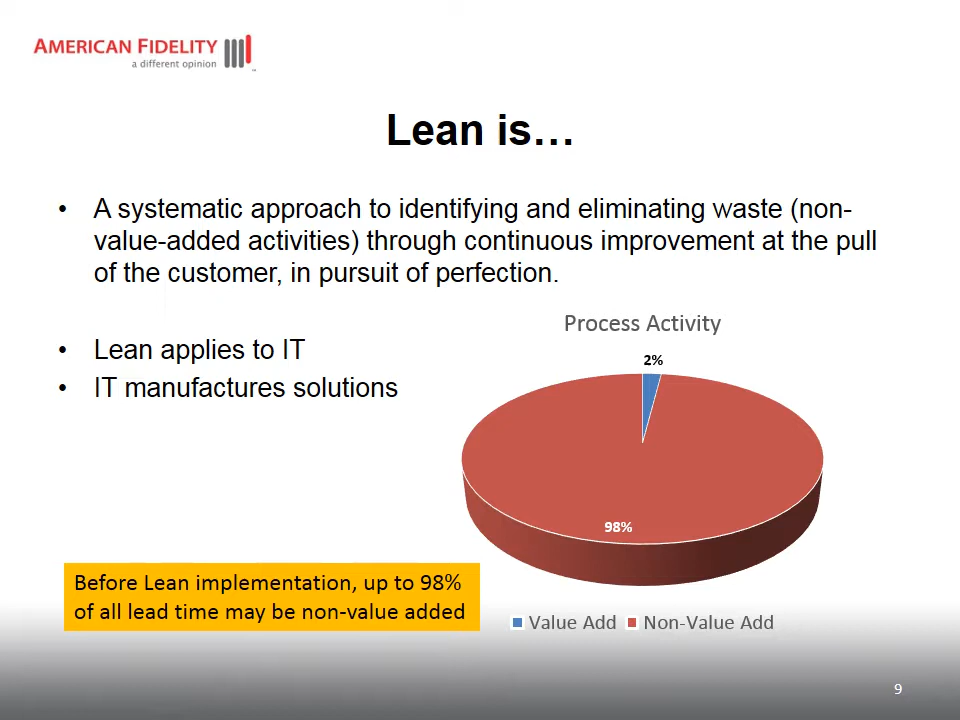 AMERICAN FIDELITY
a different opinion
Lean is…
• A systematic approach to identifying and eliminating waste (non-
value-added activities) through continuous improvement at the pull
of the customer, in pursuit of perfection.
• Lean applies to IT
• IT manufactures solutions
Process Activity
2%
98%
Value Add Non-Value Add
Before Lean implementation, up to 98%
of all lead time may be non-value added
9